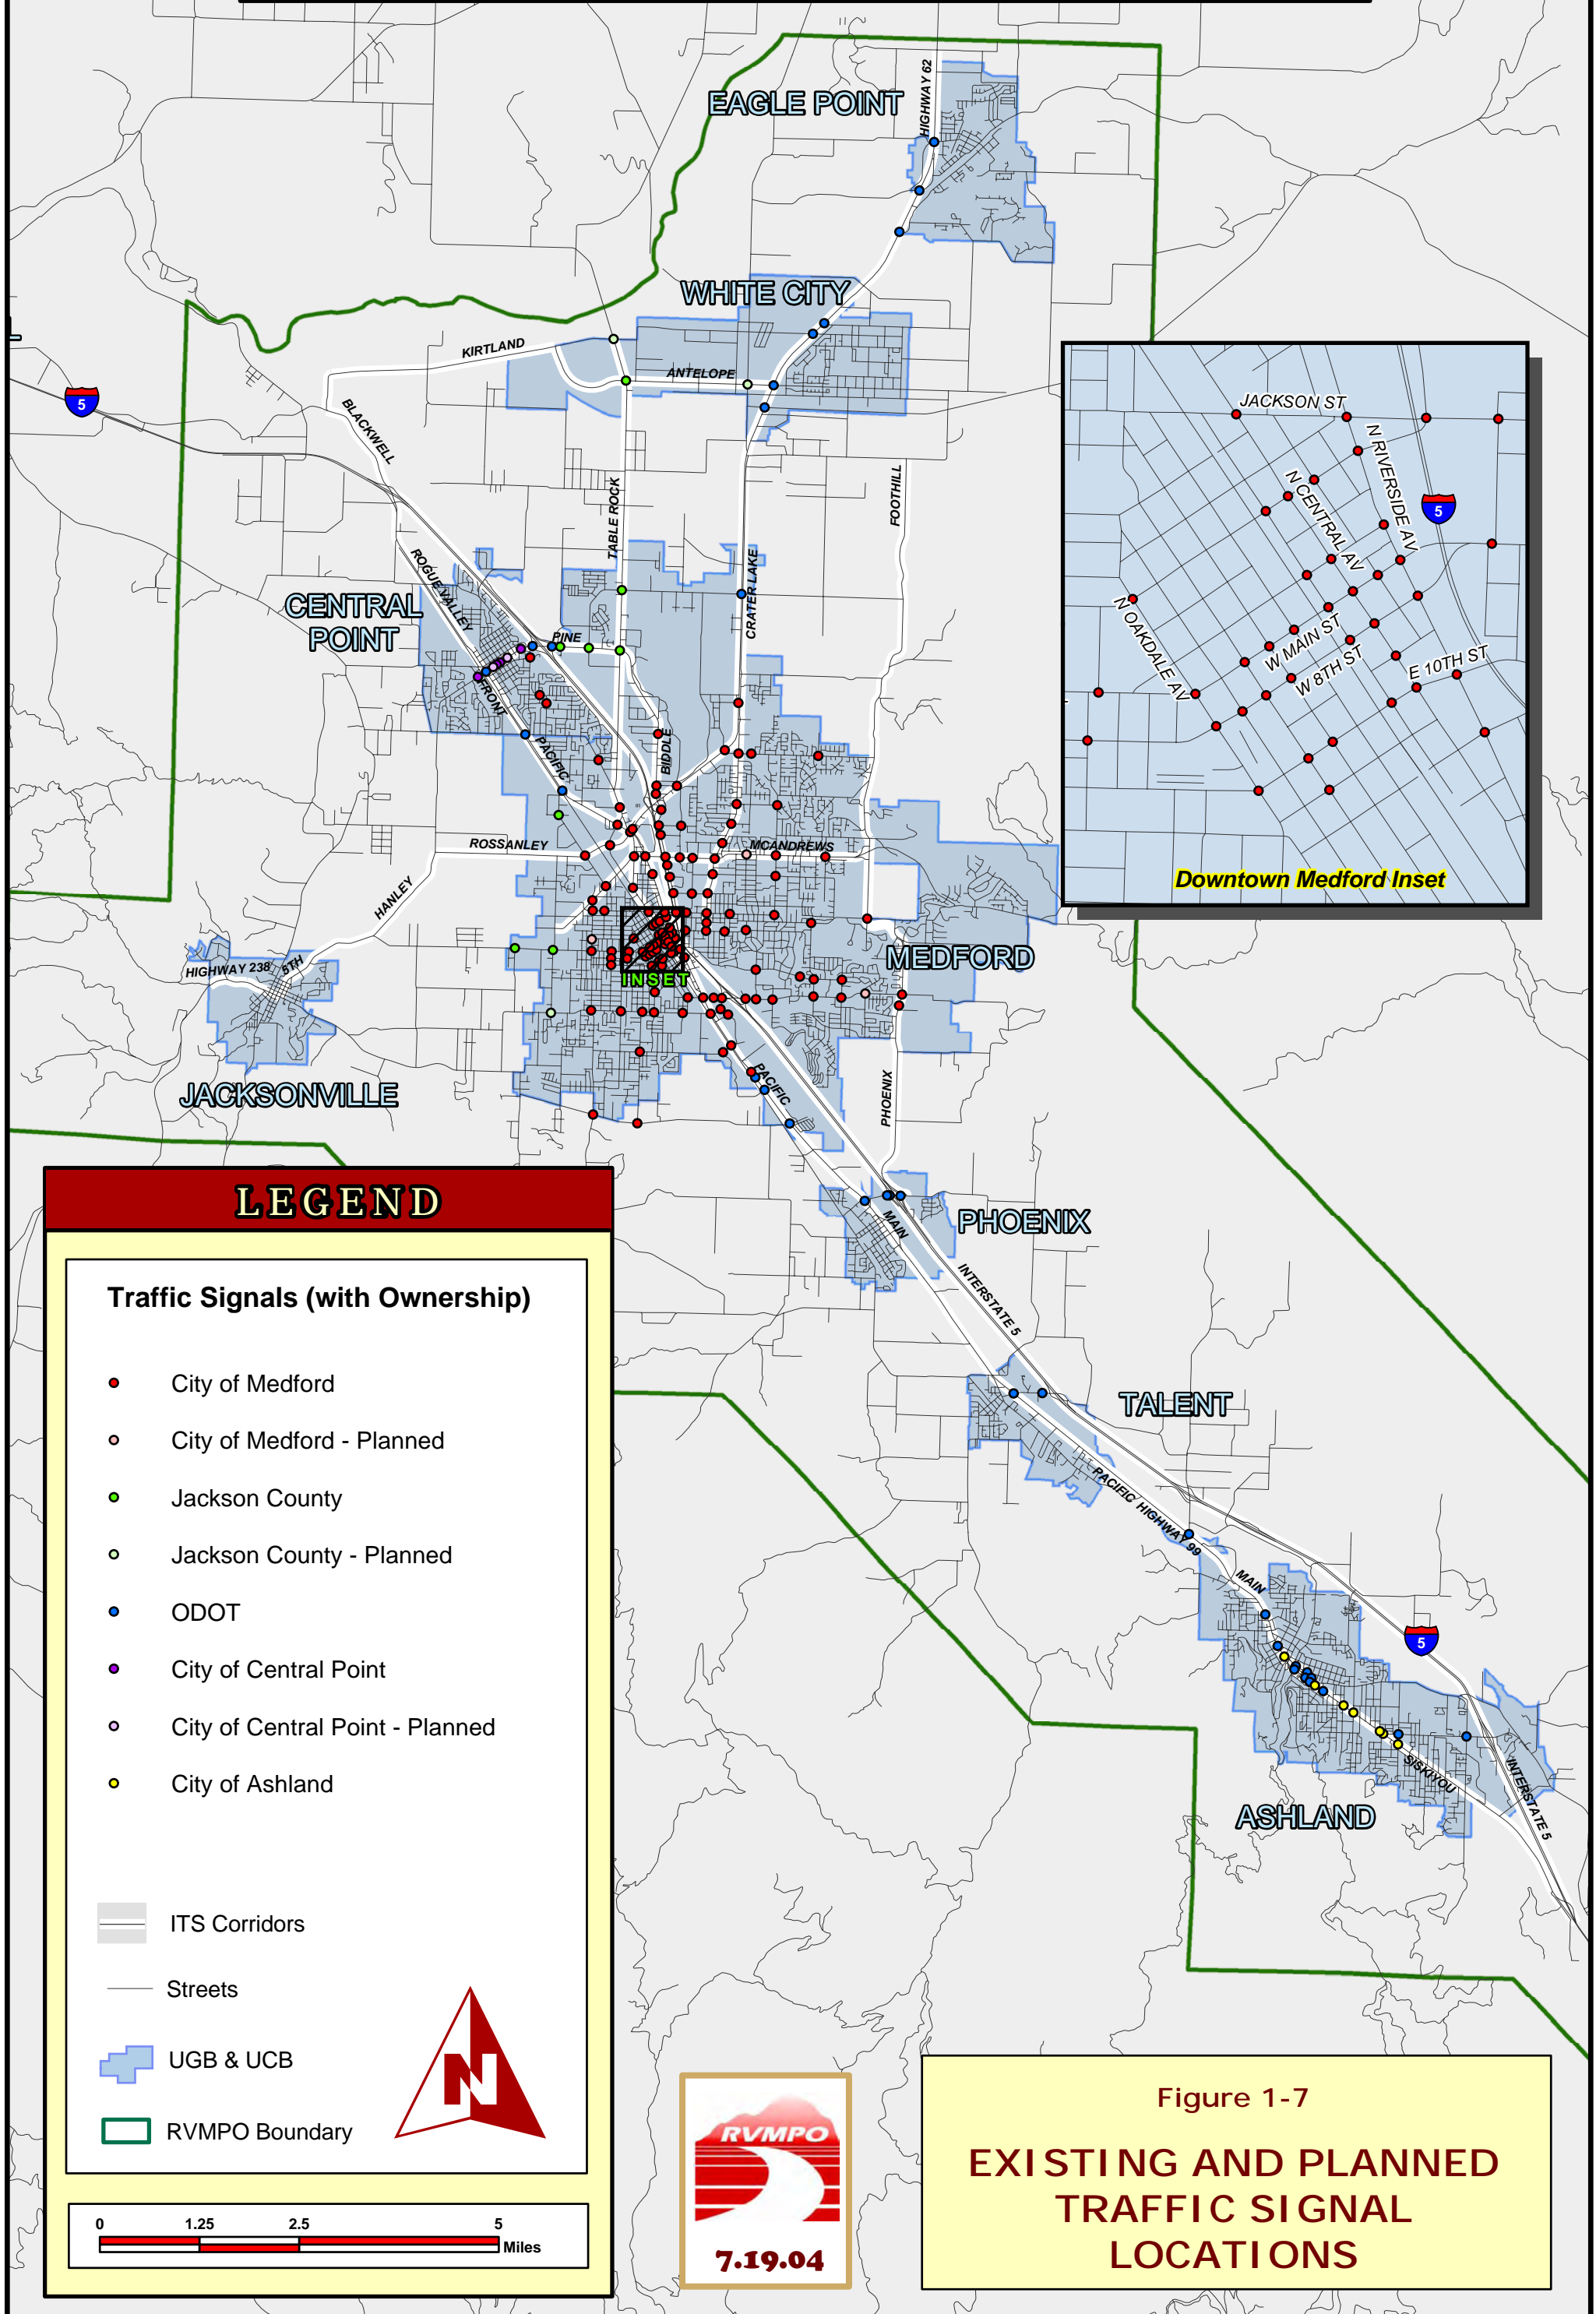 EAGLE POINT
HIGHWAY 62
WHITE CITY
KIRTLAND
ANTELOPE
5
BLACKWELL
TABLE ROCK
FOOTHILL
CRATER LAKE
ROGUE VALLEY
CENTRAL
POINT
PINE
FRONT
PACIFIC
BIDDLE
ROSSANLEY
MCANDREWS
HANLEY
HIGHWAY 238
5TH
MEDFORD
INSET
JACKSONVILLE
PACIFIC
PHOENIX
JACKSON ST
N RIVERSIDE AV
N CENTRAL AV
5
N OAKDALE AV
W MAIN ST
W 8TH ST
E 10TH ST
Downtown Medford Inset
PHOENIX
MAIN
INTERSTATE 5
TALENT
PACIFIC HIGHWAY 99
MAIN
5
SISKIYOU
INTERSTATE 5
ASHLAND
LEGEND
Traffic Signals (with Ownership)
City of Medford
City of Medford - Planned
Jackson County
Jackson County - Planned
ODOT
City of Central Point
City of Central Point - Planned
City of Ashland
ITS Corridors
Streets
UGB & UCB
RVMPO Boundary
N
0 1.25 2.5 5
Miles
RVMPO
7.19.04
Figure 1-7
EXISTING AND PLANNED
TRAFFIC SIGNAL
LOCATIONS